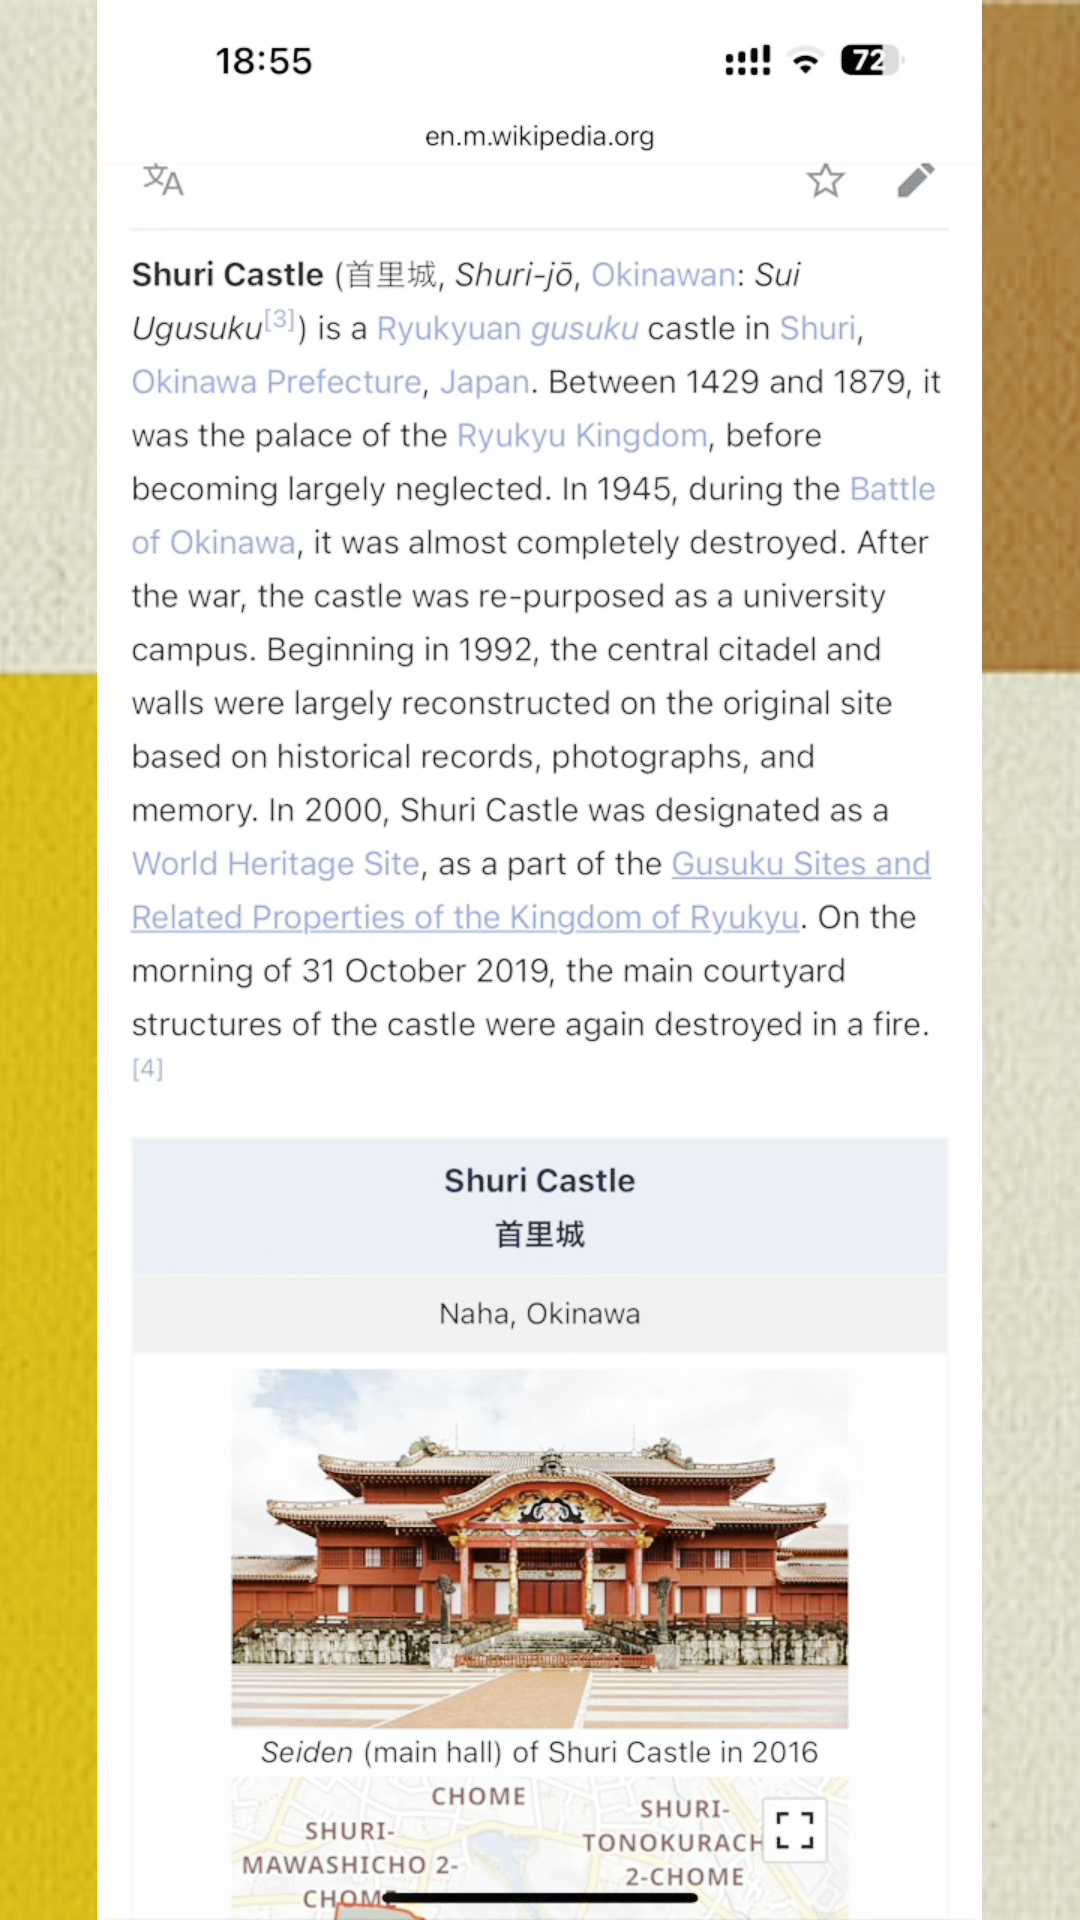 18:55
72
en.m.wikipedia.org
文A
Shuri Castle (首里城, Shuri-jō, Okinawan: Sui
Ugusuku[3]) is a Ryukyuan gusuku castle in Shuri,
Okinawa Prefecture, Japan. Between 1429 and 1879, it
was the palace of the Ryukyu Kingdom, before
becoming largely neglected. In 1945, during the Battle
of Okinawa, it was almost completely destroyed. After
the war, the castle was re-purposed as a university
campus. Beginning in 1992, the central citadel and
walls were largely reconstructed on the original site
based on historical records, photographs, and
memory. In 2000, Shuri Castle was designated as a
World Heritage Site, as a part of the Gusuku Sites and
Related Properties of the Kingdom of Ryukyu. On the
morning of 31 October 2019, the main courtyard
structures of the castle were again destroyed in a fire.
[4]
Shuri Castle
首里城
Naha, Okinawa
Seiden (main hall) of Shuri Castle in 2016
CHOME
SHURI-
MAWASHICHO 2-
CHOME
SHURI-
TONOKURACH
2-CHOME